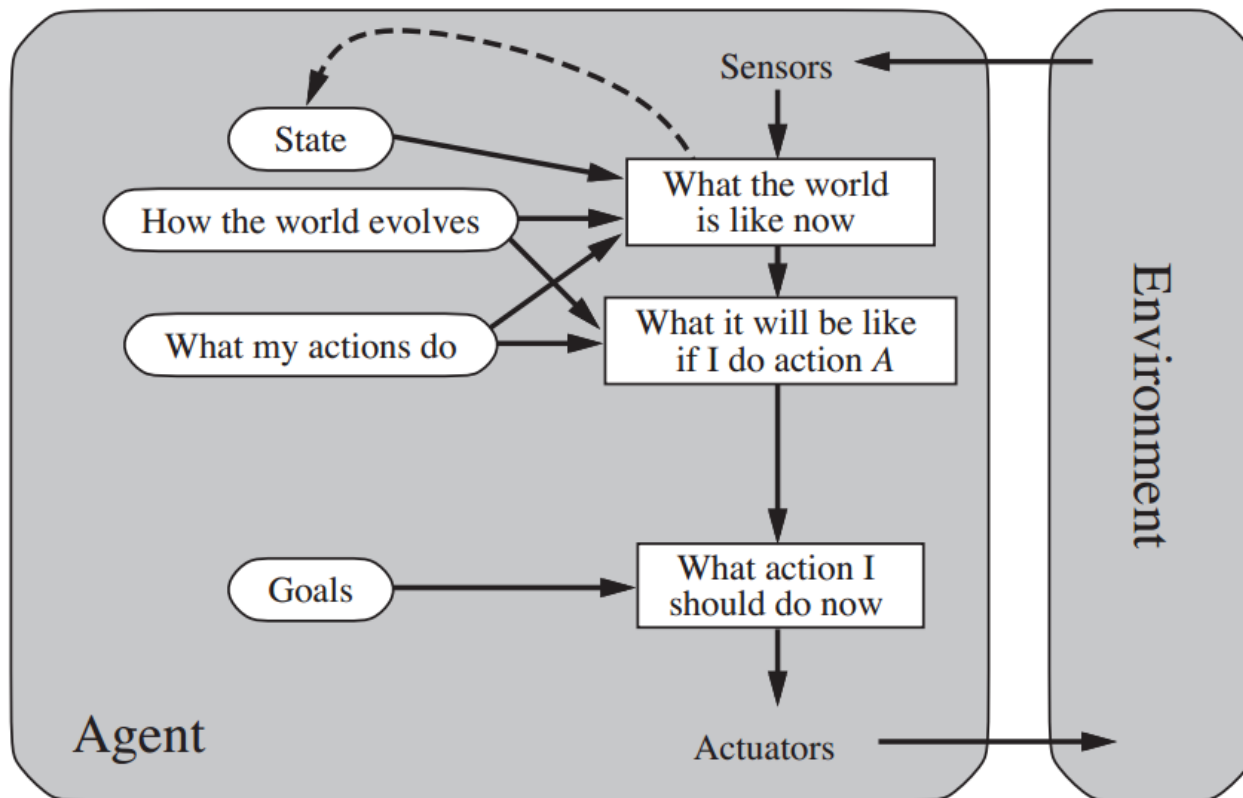 Sensors
State
What the world
is like now
How the world evolves
What my actions do
What it will be like
if I do action A
Goals
What action I
should do now
Agent
Actuators
Environment